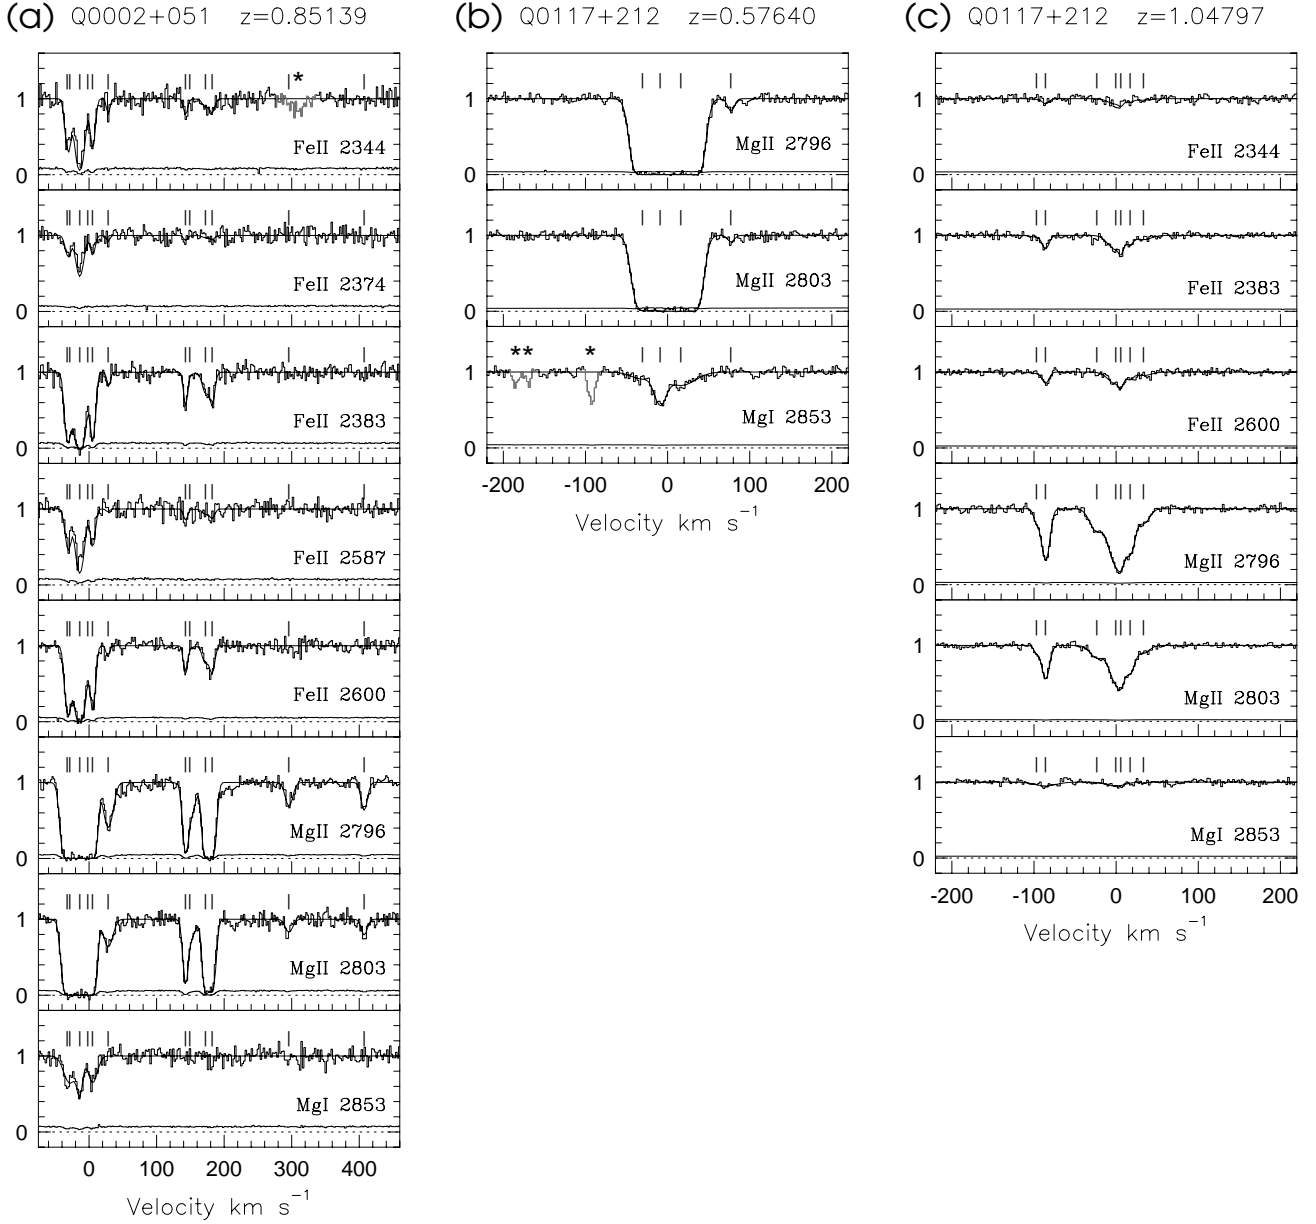 (a) Q0002+051 z=0.85139
*
1
FeII 2344
0
1
FeII 2374
0
1
FeII 2383
0
1
FeII 2587
0
1
FeII 2600
0
1
MgII 2796
0
1
MgII 2803
0
1
MgI 2853
0
0 100 200 300 400
Velocity km s⁻¹
(b) Q0117+212 z=0.57640
1
MgII 2796
0
1
MgII 2803
0
** *
1
MgI 2853
0
-200 -100 0 100 200
Velocity km s⁻¹
(c) Q0117+212 z=1.04797
1
FeII 2344
0
1
FeII 2383
0
1
FeII 2600
0
1
MgII 2796
0
1
MgII 2803
0
1
MgI 2853
0
-200 -100 0 100 200
Velocity km s⁻¹